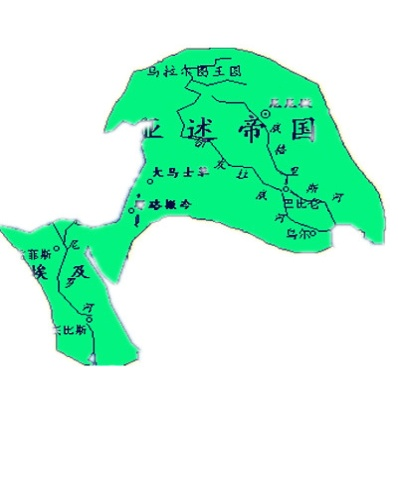 马拉尔图王国
尼尼微
亚述帝国
底格
大马士革
幼发拉底河
里斯河
巴比伦
耶路撒冷
乌尔
孟菲斯
尼罗河
埃及
底比斯